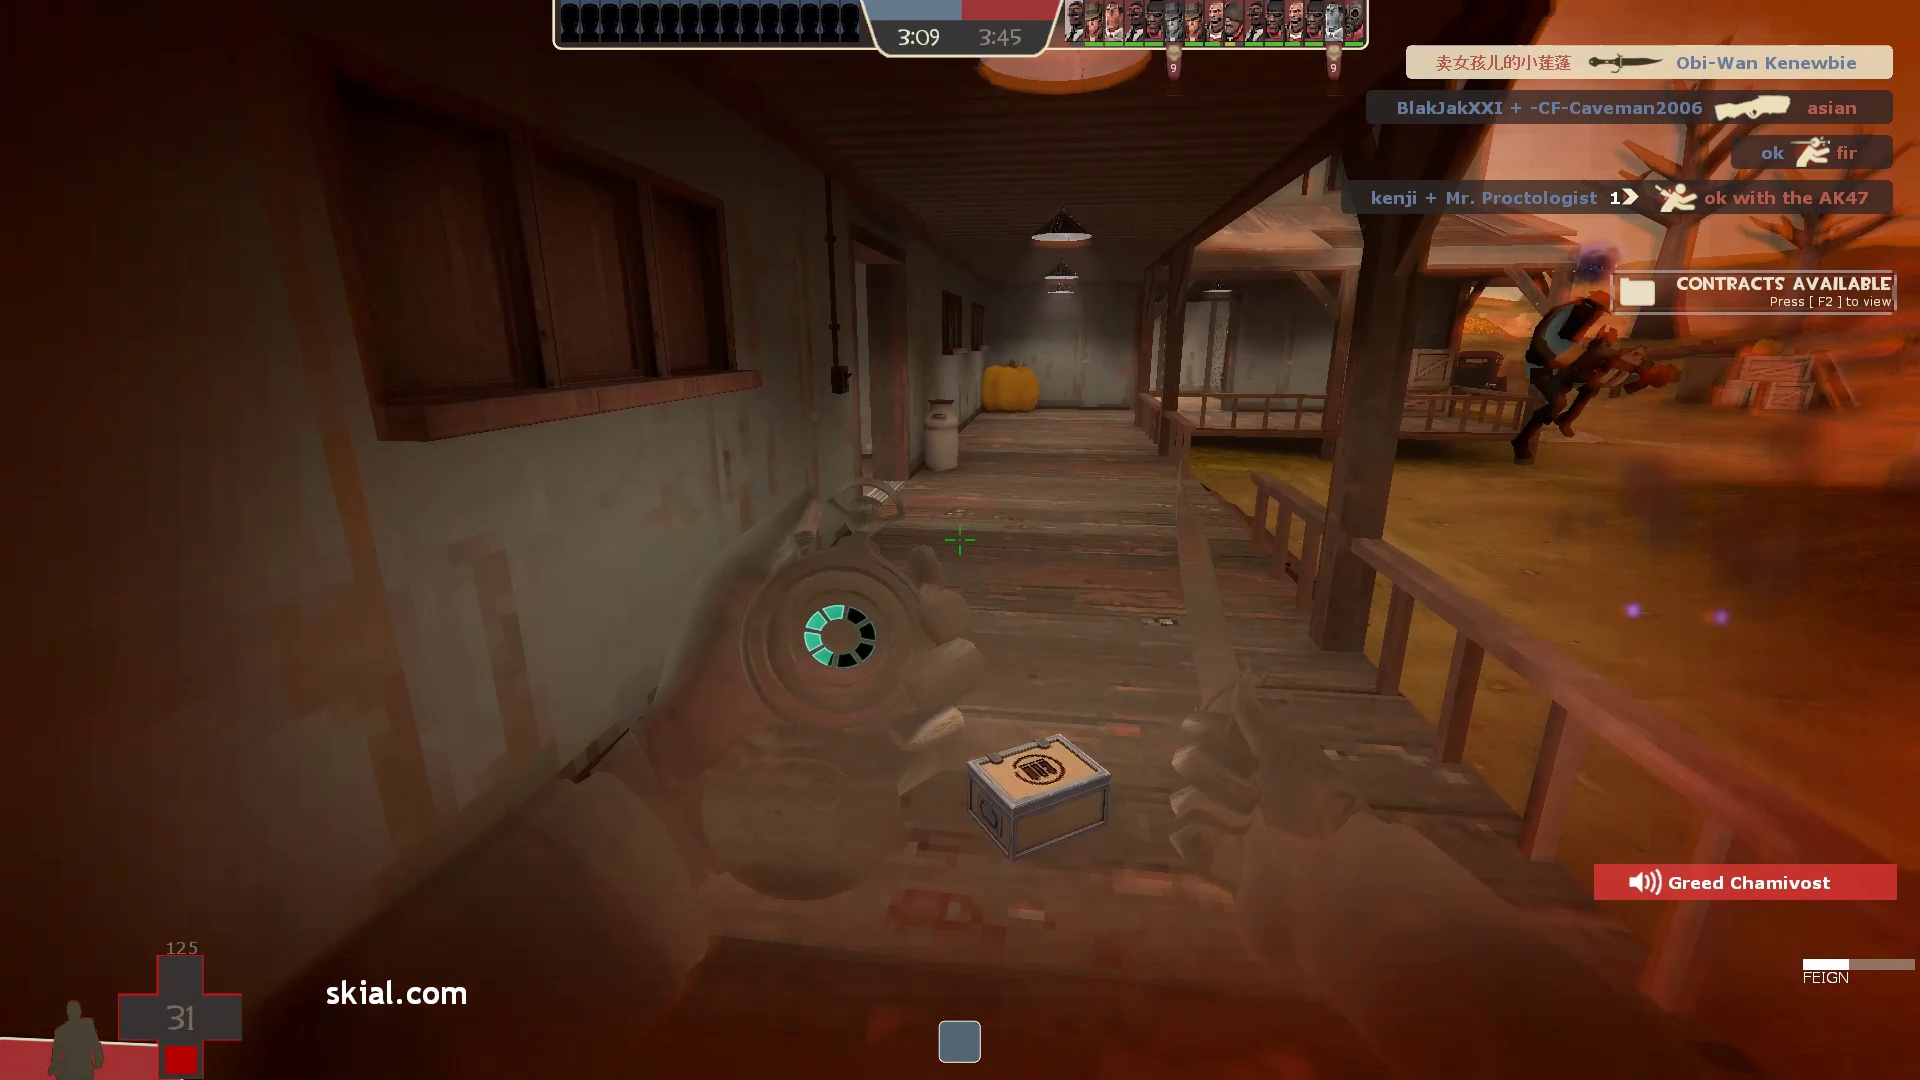 3:09 3:45
9 9
卖女孩儿的小莲蓬 Obi-Wan Kenewbie
BlakJakXXI + -CF-Caveman2006 asian
ok fir
kenji + Mr. Proctologist 1 ok with the AK47
CONTRACTS AVAILABLE
Press [ F2 ] to view
Greed Chamivost
125
31
skial.com
FEIGN